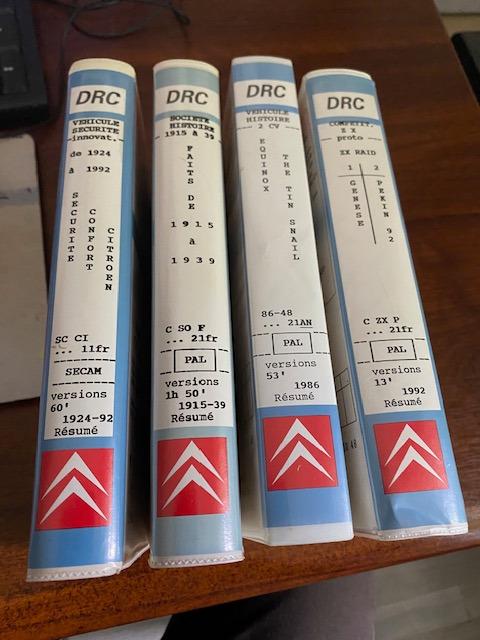 DRC
VEHICULE
SECURITE
innovat.
de 1924
à 1992
SECURITE
CONFORT
CITROEN
SC CI
... 11fr
SECAM
versions
60'
1924-92
Résumé
DRC
SOCIETE
HISTOIRE
1915 à 39
FAITS DE
1915
à
1939
C SO F
... 21fr
PAL
versions
1h 50'
1915-39
Résumé
DRC
VEHICULE
HISTOIRE
2 CV
EQUINOX
THE TIN SNAIL
86-48
... 21AN
PAL
versions
53'
1986
Résumé
DRC
COMPETIT.
Z X
proto
ZX RAID
1 2
GENESE
PEKIN 92
C ZX P
... 21fr
PAL
versions
13'
1992
Résumé